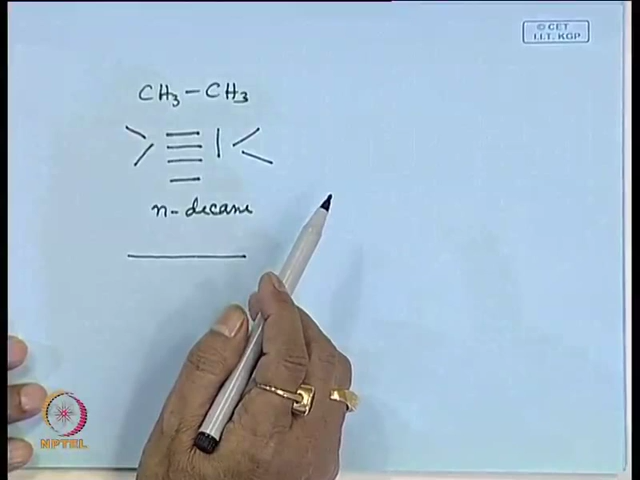 © CET
I.I.T. KGP
CH3 - CH3
n-decane
NPTEL